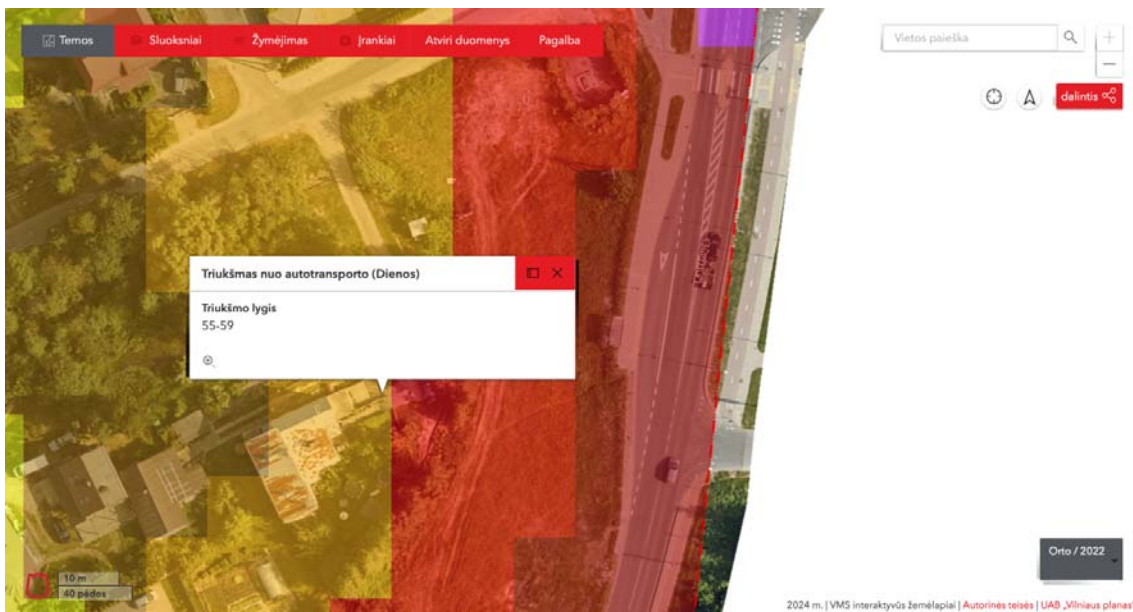 Temos Sluoksniai Žymėjimas Įrankiai Atviri duomenys Pagalba
Vietos paieška
dalintis
Triukšmas nuo autotransporto (Dienos)
Triukšmo lygis
55-59
10 m
40 pėdos
Orto / 2022
2024 m. | VMS interaktyvūs žemėlapiai | Autorinės teisės | UAB „Vilniaus planas